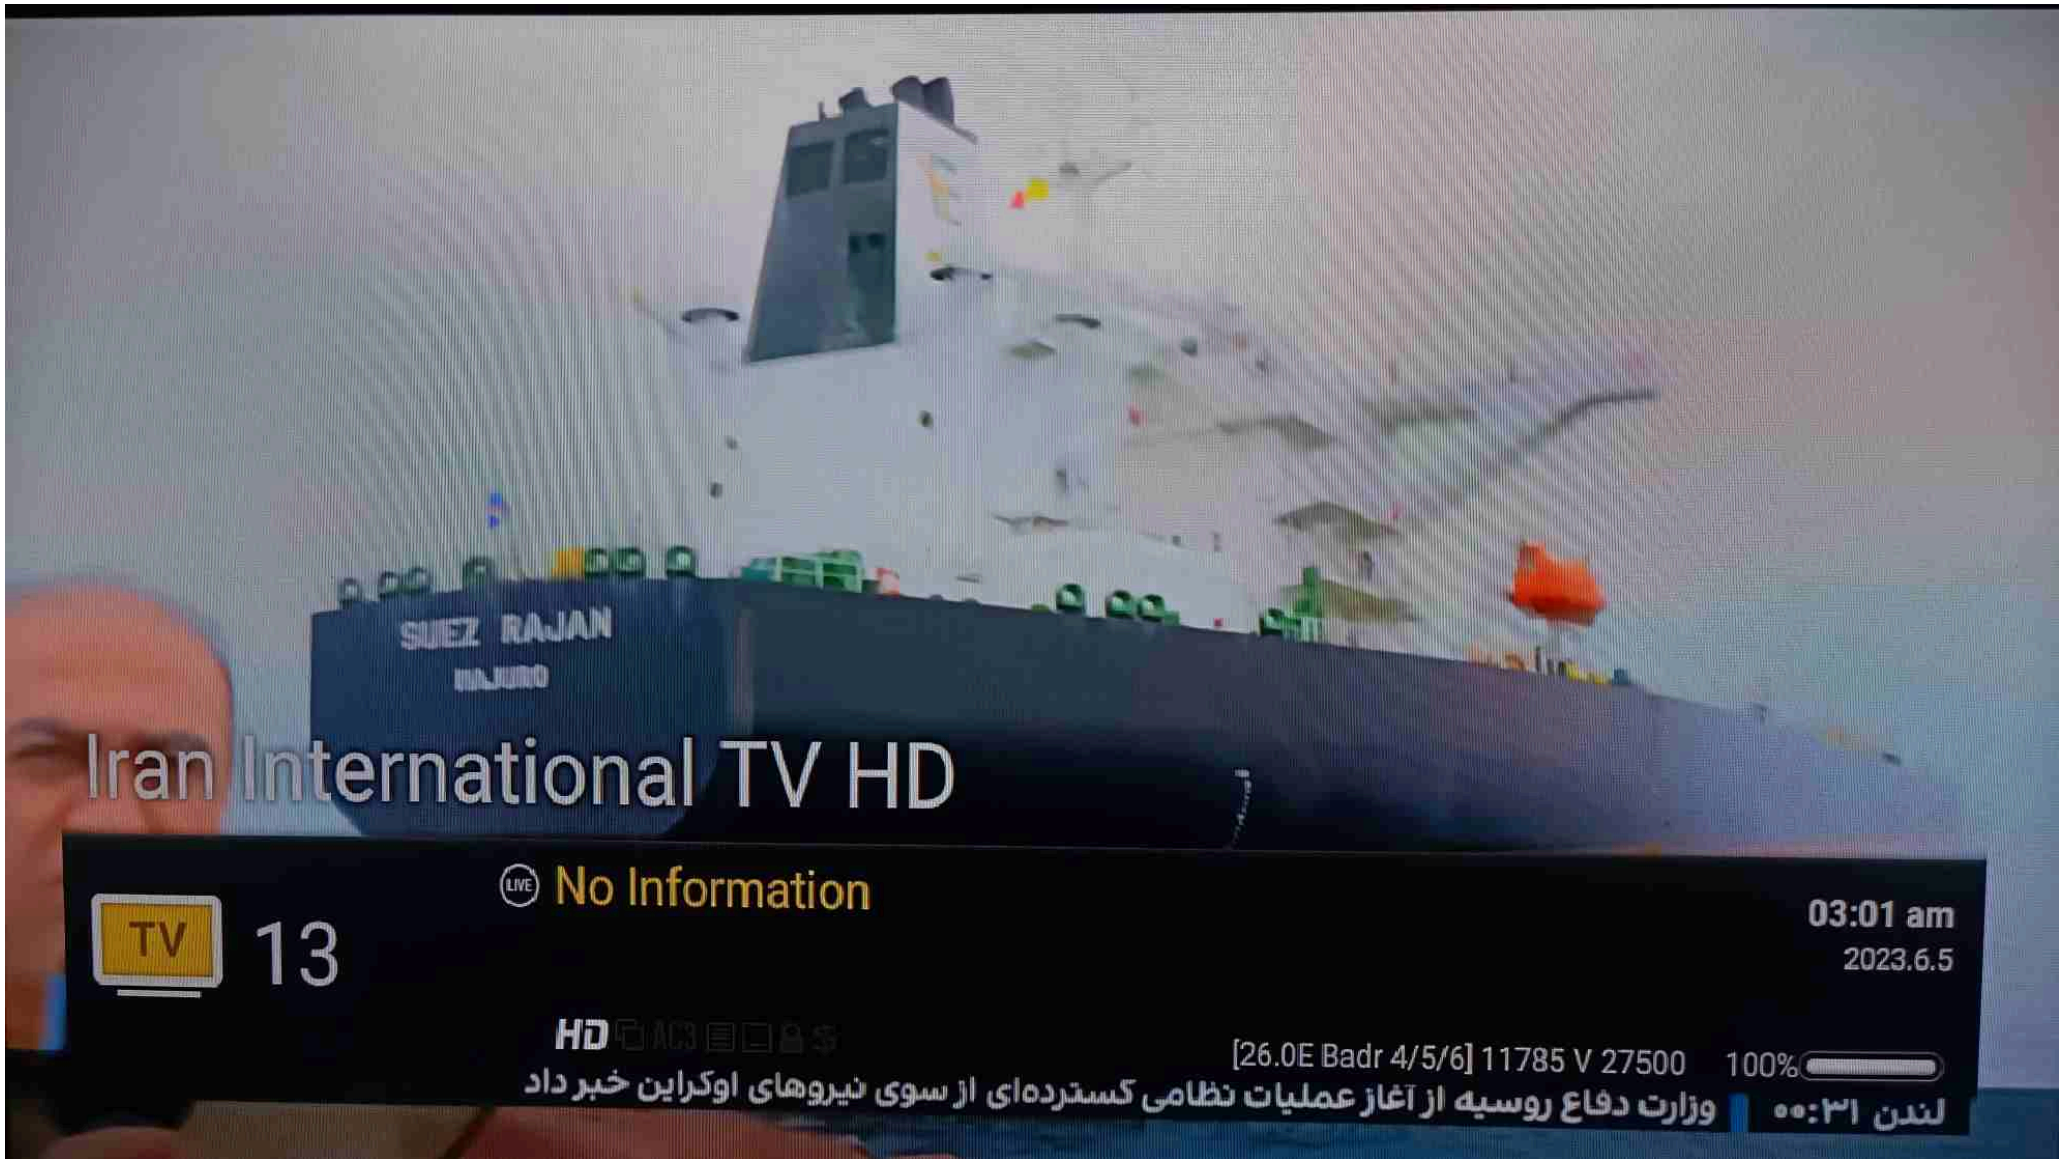 SUEZ RAJAN
MAJURO
Iran International TV HD
LIVE No Information
TV 13
03:01 am
2023.6.5
HD AC3
[26.0E Badr 4/5/6] 11785 V 27500 100%
وزارت دفاع روسیه از آغاز عملیات نظامی گسترده‌ای از سوی نیروهای اوکراین خبر داد
لندن ۰۰:۳۱